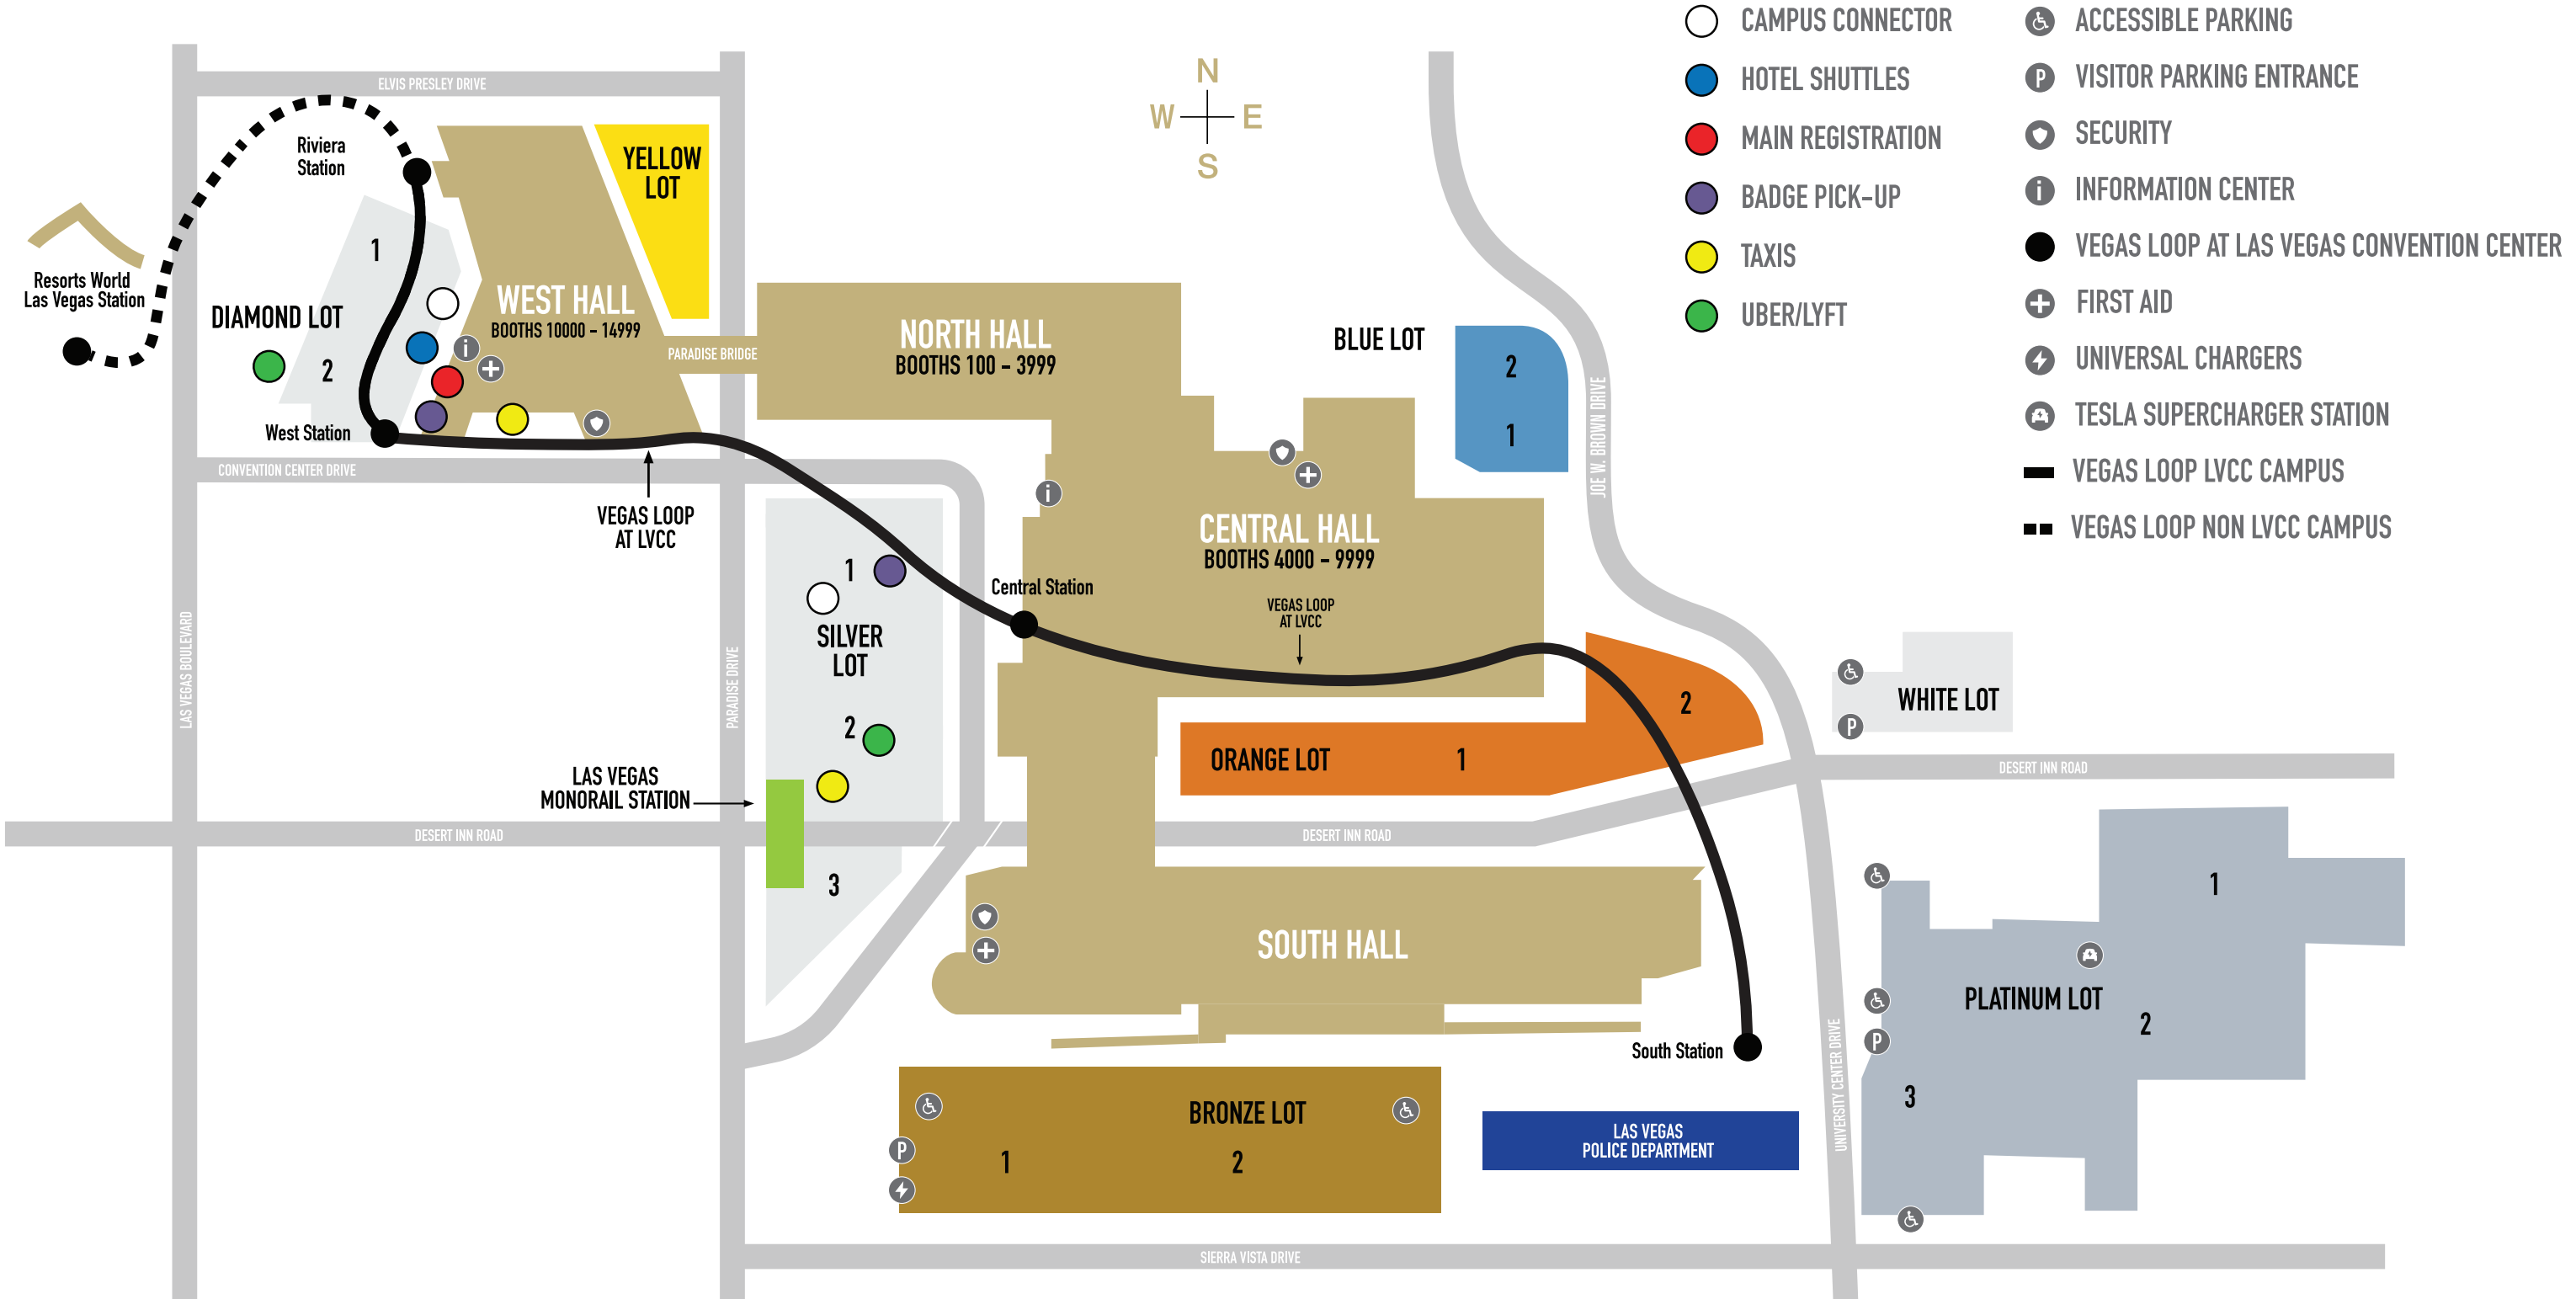 CAMPUS CONNECTOR
HOTEL SHUTTLES
MAIN REGISTRATION
BADGE PICK-UP
TAXIS
UBER/LYFT
ACCESSIBLE PARKING
P VISITOR PARKING ENTRANCE
SECURITY
i INFORMATION CENTER
VEGAS LOOP AT LAS VEGAS CONVENTION CENTER
FIRST AID
UNIVERSAL CHARGERS
TESLA SUPERCHARGER STATION
VEGAS LOOP LVCC CAMPUS
VEGAS LOOP NON LVCC CAMPUS
N
W E
S
ELVIS PRESLEY DRIVE
Riviera
Station
YELLOW
LOT
1
Resorts World
Las Vegas Station
DIAMOND LOT
2
WEST HALL
BOOTHS 10000 - 14999
i
PARADISE BRIDGE
NORTH HALL
BOOTHS 100 - 3999
BLUE LOT
2
1
JOE W. BROWN DRIVE
West Station
CONVENTION CENTER DRIVE
VEGAS LOOP
AT LVCC
i
CENTRAL HALL
BOOTHS 4000 - 9999
VEGAS LOOP
AT LVCC
Central Station
1
SILVER
LOT
2
3
LAS VEGAS BOULEVARD
PARADISE DRIVE
LAS VEGAS
MONORAIL STATION
ORANGE LOT
1
2
WHITE LOT
P
DESERT INN ROAD
DESERT INN ROAD
DESERT INN ROAD
SOUTH HALL
South Station
PLATINUM LOT
1
2
3
P
UNIVERSITY CENTER DRIVE
BRONZE LOT
P
1
2
LAS VEGAS
POLICE DEPARTMENT
SIERRA VISTA DRIVE